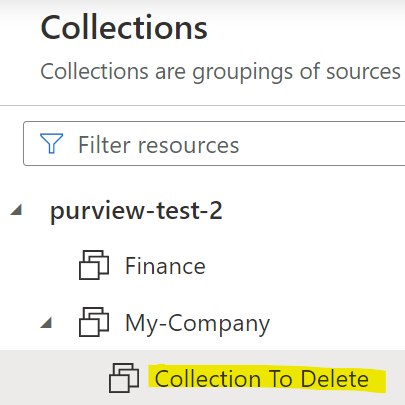 Collections
Collections are groupings of sources
Filter resources
purview-test-2
Finance
My-Company
Collection To Delete